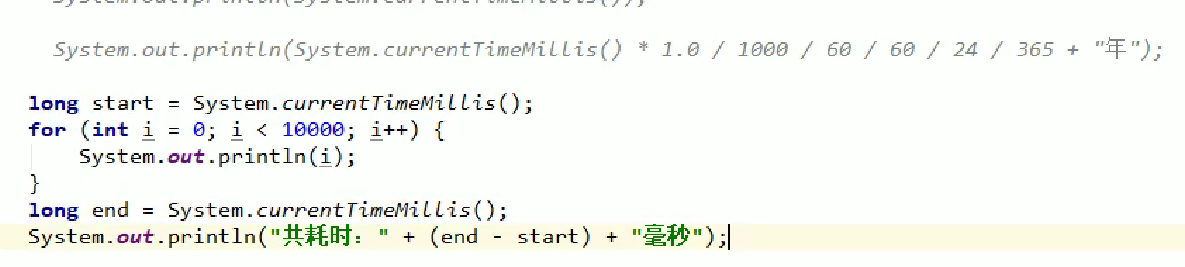 System.out.println(System.currentTimeMillis() * 1.0 / 1000 / 60 / 60 / 24 / 365 + "年");
long start = System.currentTimeMillis();
for (int i = 0; i < 10000; i++) {
System.out.println(i);
}
long end = System.currentTimeMillis();
System.out.println("共耗时：" + (end - start) + "毫秒");